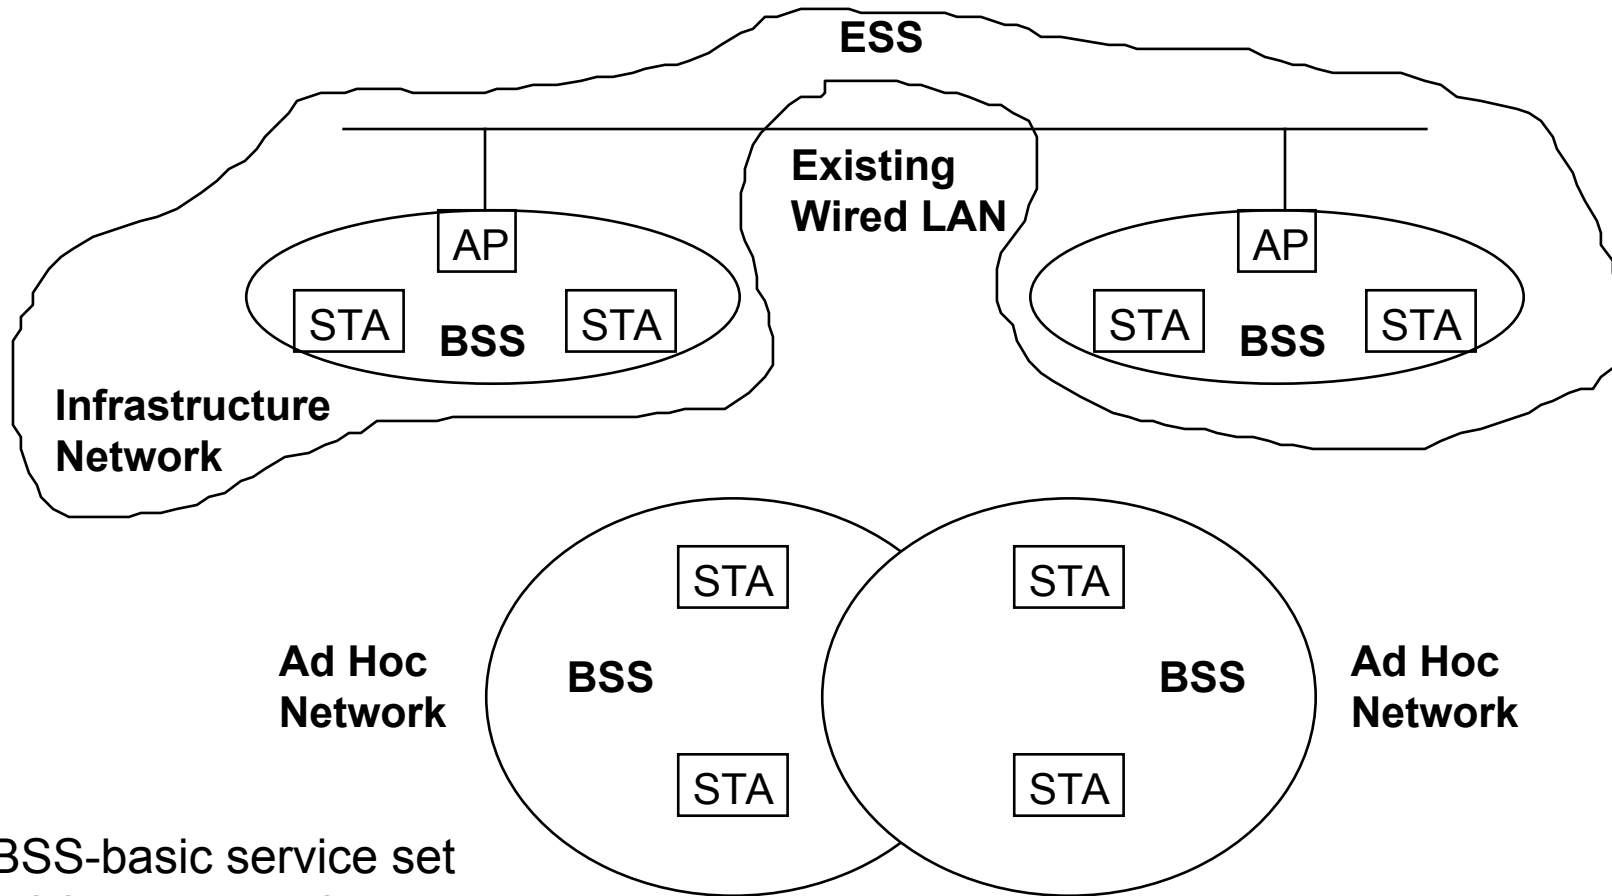 ESS
Existing
Wired LAN
AP
AP
STA
BSS
STA
STA
BSS
STA
Infrastructure
Network
STA
STA
Ad Hoc
Network
BSS
BSS
Ad Hoc
Network
STA
STA
BSS-basic service set